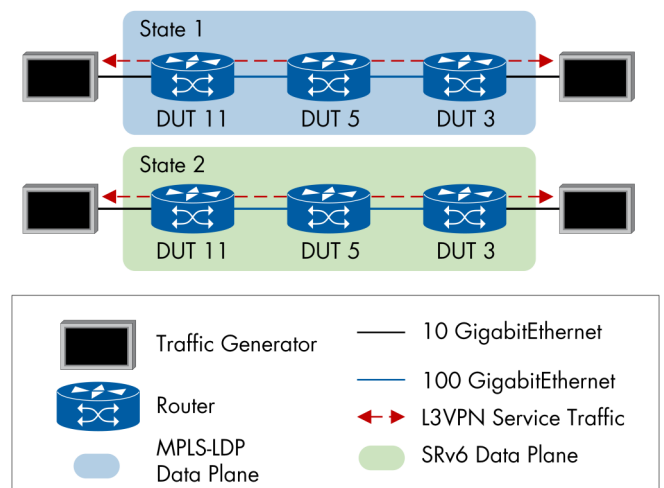 State 1
DUT 11
DUT 5
DUT 3
State 2
DUT 11
DUT 5
DUT 3
Traffic Generator
Router
MPLS-LDP
Data Plane
10 GigabitEthernet
100 GigabitEthernet
L3VPN Service Traffic
SRv6 Data Plane